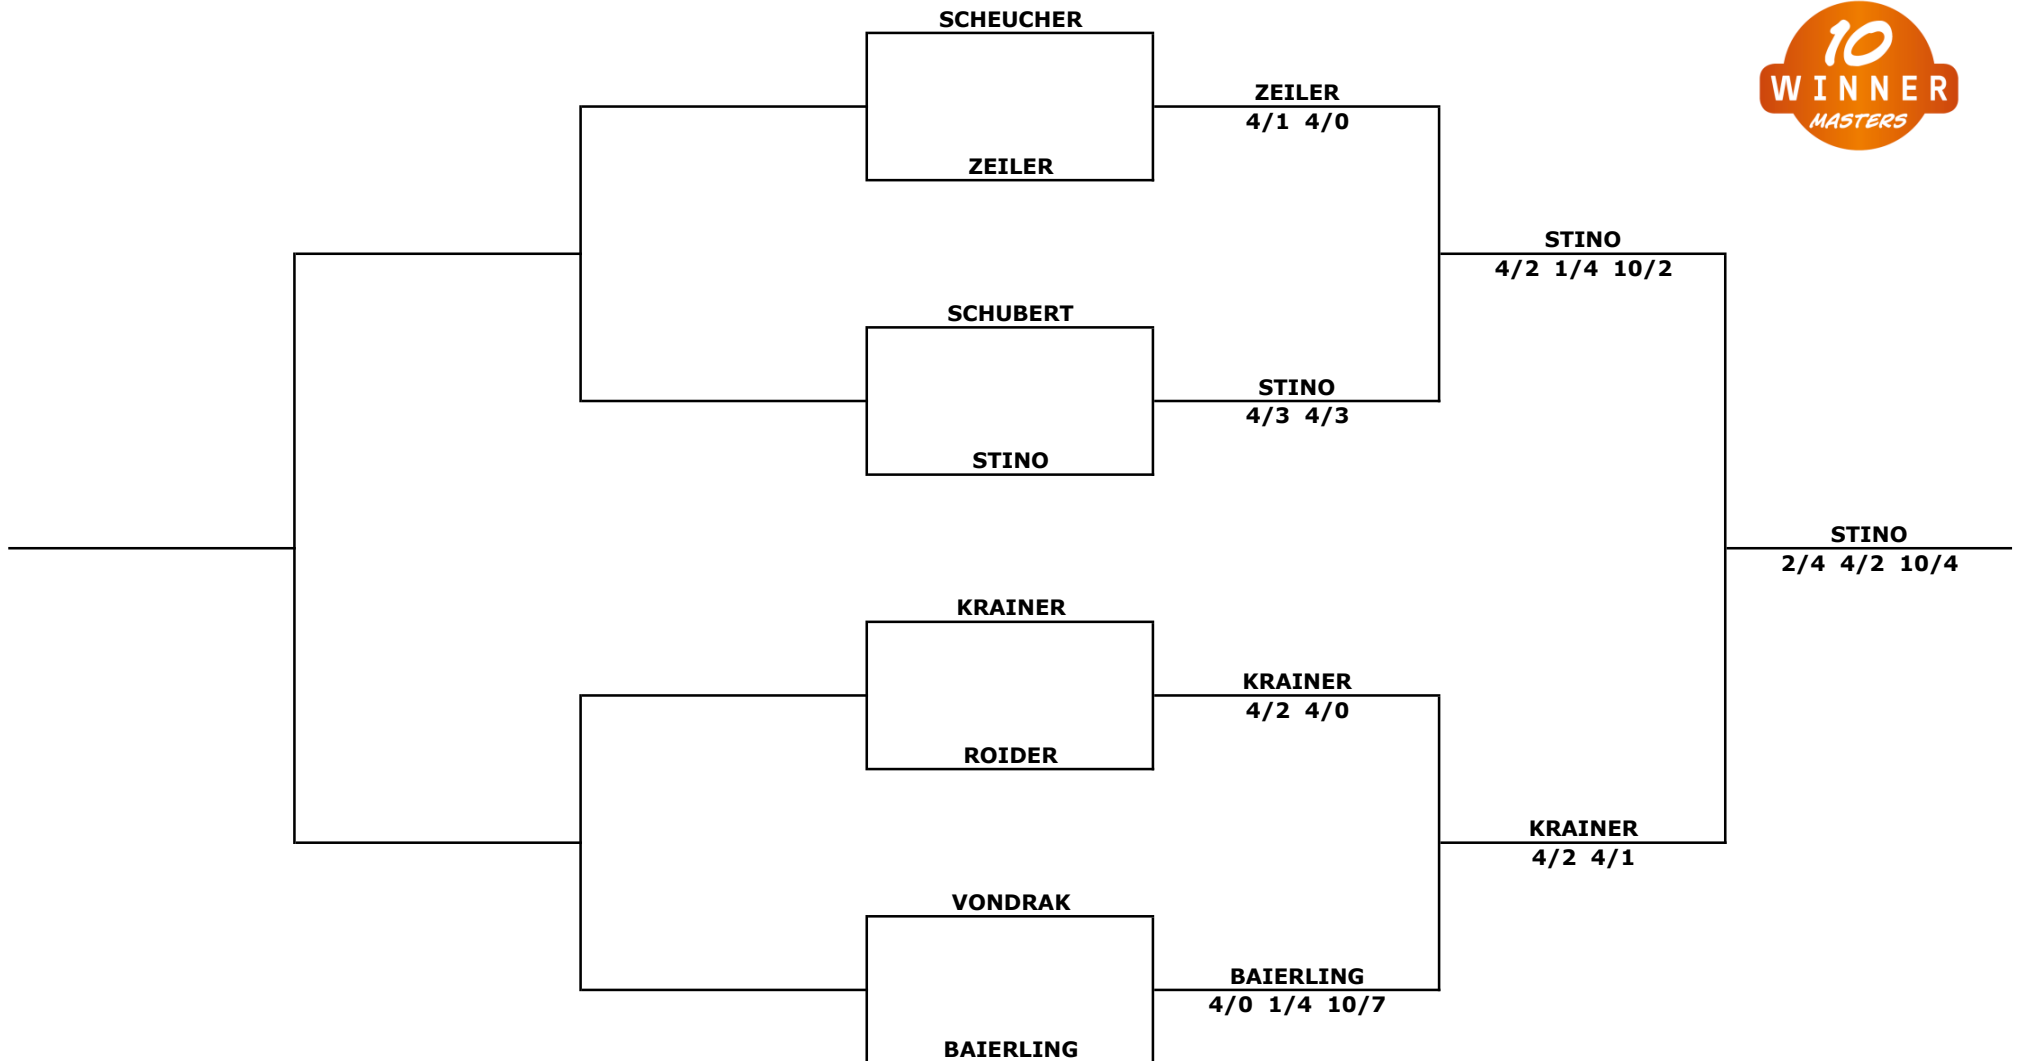 SCHEUCHER
10
WINNER
MASTERS
ZEILER
4/1 4/0
ZEILER
STINO
4/2 1/4 10/2
SCHUBERT
STINO
4/3 4/3
STINO
STINO
2/4 4/2 10/4
KRAINER
KRAINER
4/2 4/0
ROIDER
KRAINER
4/2 4/1
VONDRAK
BAIERLING
4/0 1/4 10/7
BAIERLING